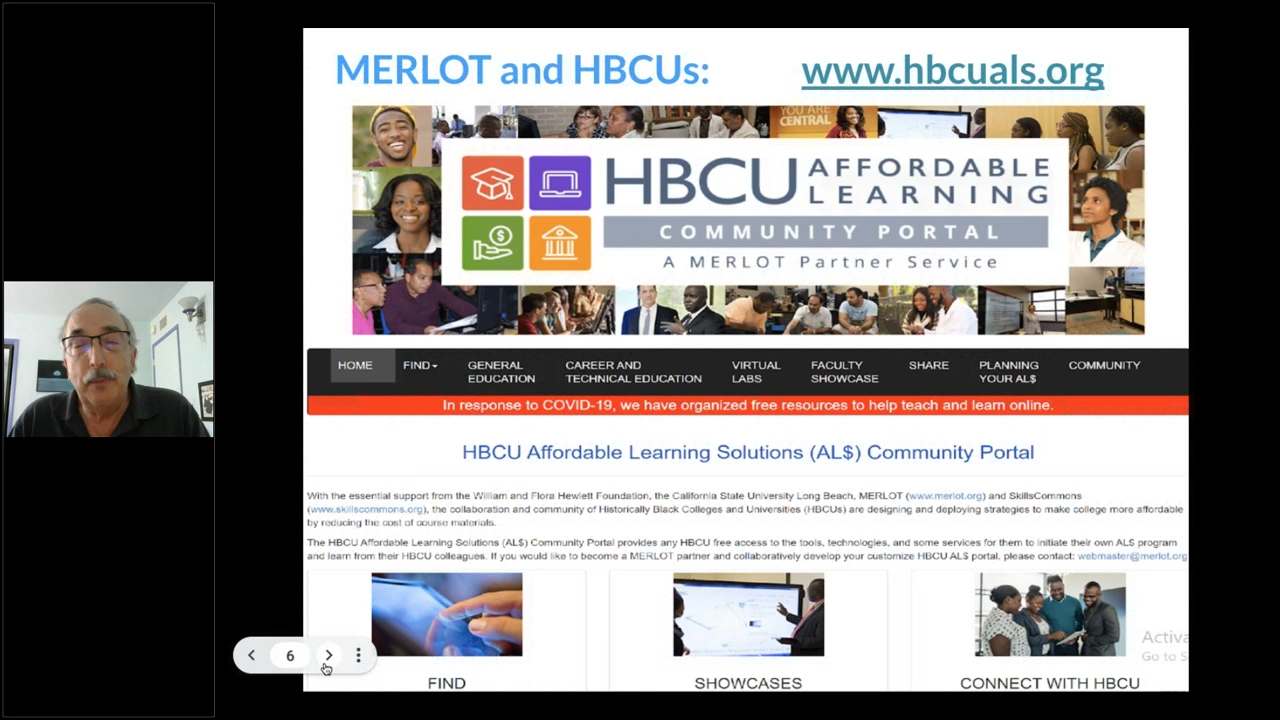 MERLOT and HBCUs: www.hbcuals.org
YOU ARE
CENTRAL
HBCU AFFORDABLE
LEARNING
COMMUNITY PORTAL
A MERLOT Partner Service
HOME FIND GENERAL EDUCATION CAREER AND TECHNICAL EDUCATION VIRTUAL LABS FACULTY SHOWCASE SHARE PLANNING YOUR AL$ COMMUNITY
In response to COVID-19, we have organized free resources to help teach and learn online.
HBCU Affordable Learning Solutions (AL$) Community Portal
With the essential support from the William and Flora Hewlett Foundation, the California State University Long Beach, MERLOT (www.merlot.org) and SkillsCommons
(www.skillscommons.org), the collaboration and community of Historically Black Colleges and Universities (HBCUs) are designing and deploying strategies to make college more affordable
by reducing the cost of course materials.
The HBCU Affordable Learning Solutions (AL$) Community Portal provides any HBCU free access to the tools, technologies, and some services for them to initiate their own AL$ program
and learn from their HBCU colleagues. If you would like to become a MERLOT partner and collaboratively develop your customize HBCU AL$ portal, please contact: webmaster@merlot.org
Activa
Go to S
6
FIND SHOWCASES CONNECT WITH HBCU